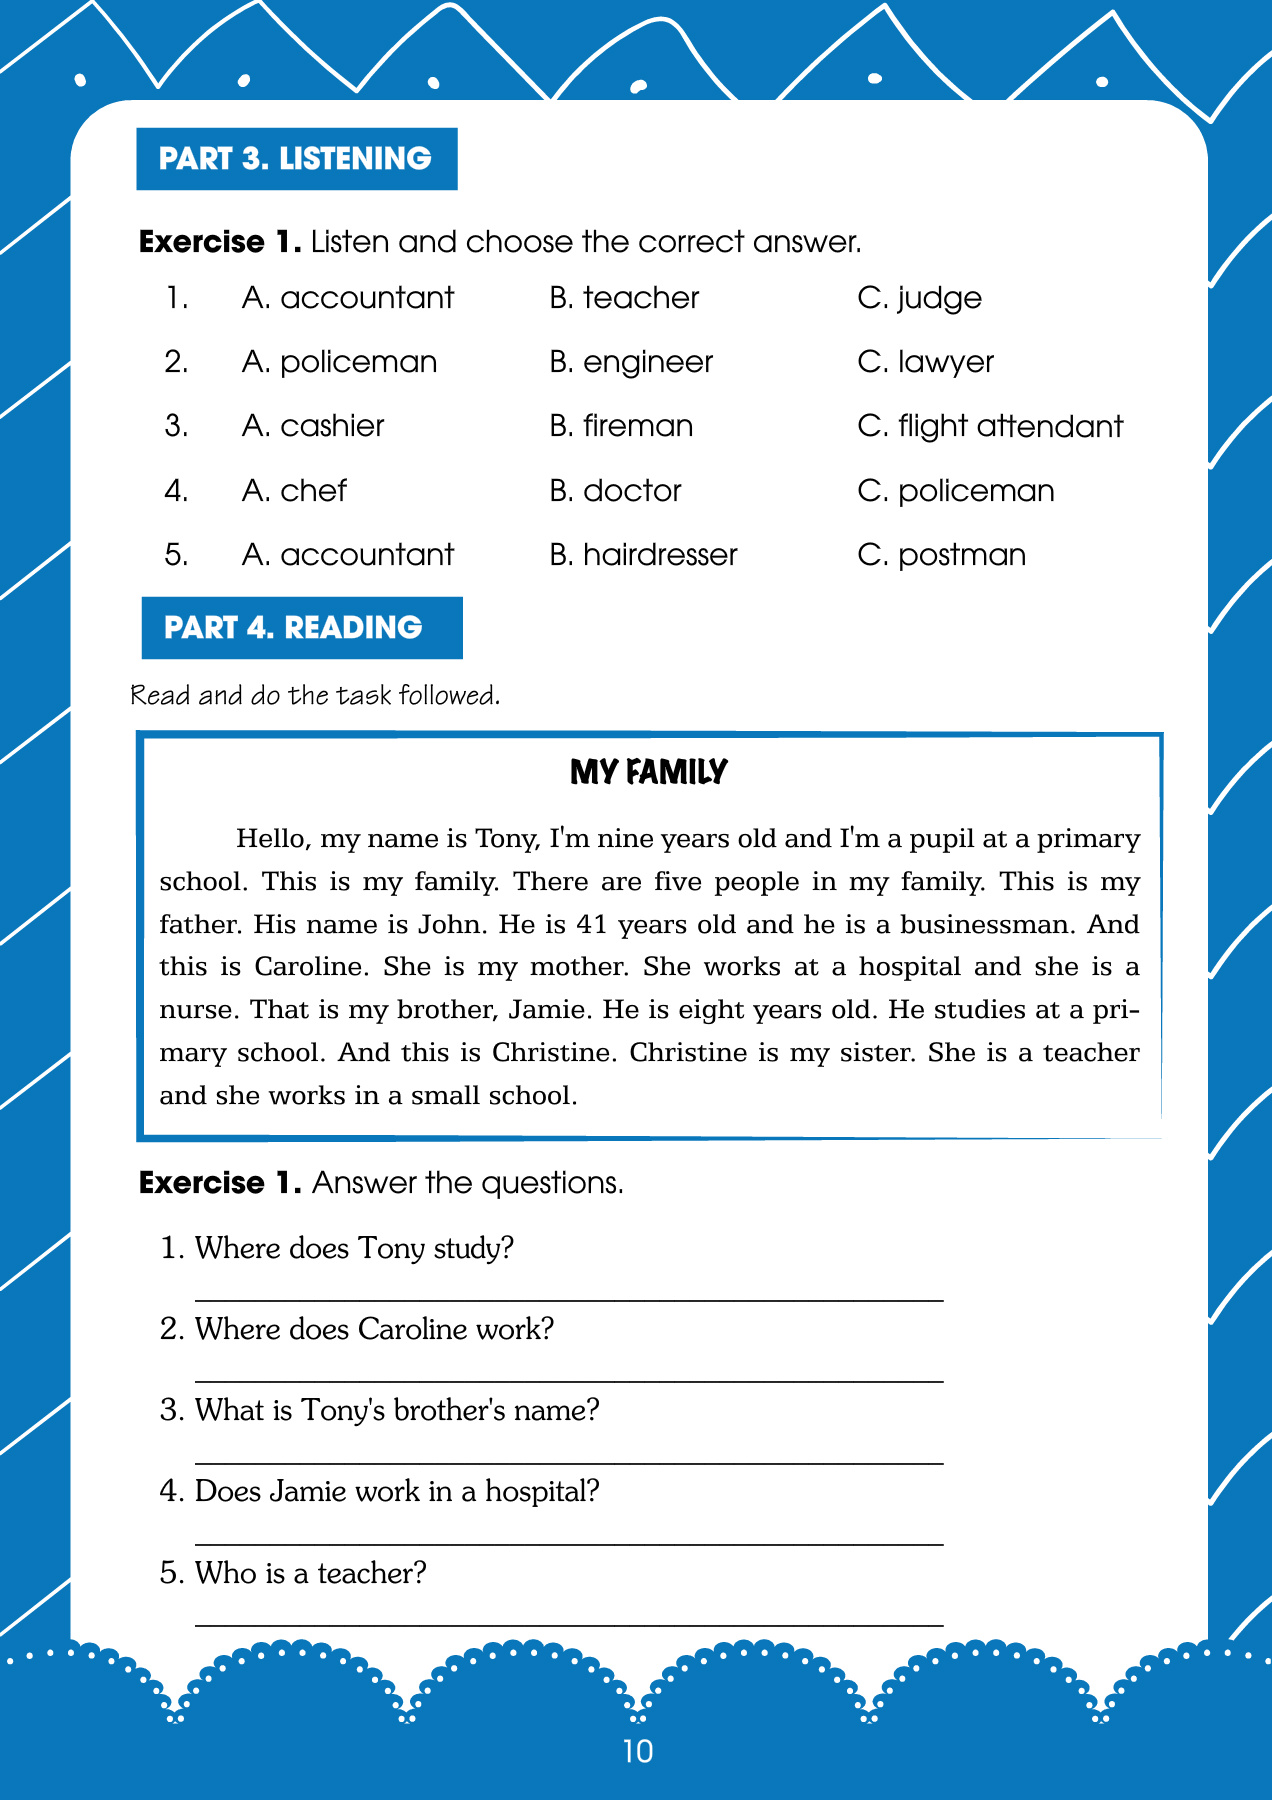 PART 3. LISTENING
Exercise 1. Listen and choose the correct answer.
1. A. accountant B. teacher C. judge
2. A. policeman B. engineer C. lawyer
3. A. cashier B. fireman C. flight attendant
4. A. chef B. doctor C. policeman
5. A. accountant B. hairdresser C. postman
PART 4. READING
Read and do the task followed.
MY FAMILY
Hello, my name is Tony, I'm nine years old and I'm a pupil at a primary
school. This is my family. There are five people in my family. This is my
father. His name is John. He is 41 years old and he is a businessman. And
this is Caroline. She is my mother. She works at a hospital and she is a
nurse. That is my brother, Jamie. He is eight years old. He studies at a pri-
mary school. And this is Christine. Christine is my sister. She is a teacher
and she works in a small school.
Exercise 1. Answer the questions.
1. Where does Tony study?
2. Where does Caroline work?
3. What is Tony's brother's name?
4. Does Jamie work in a hospital?
5. Who is a teacher?
10